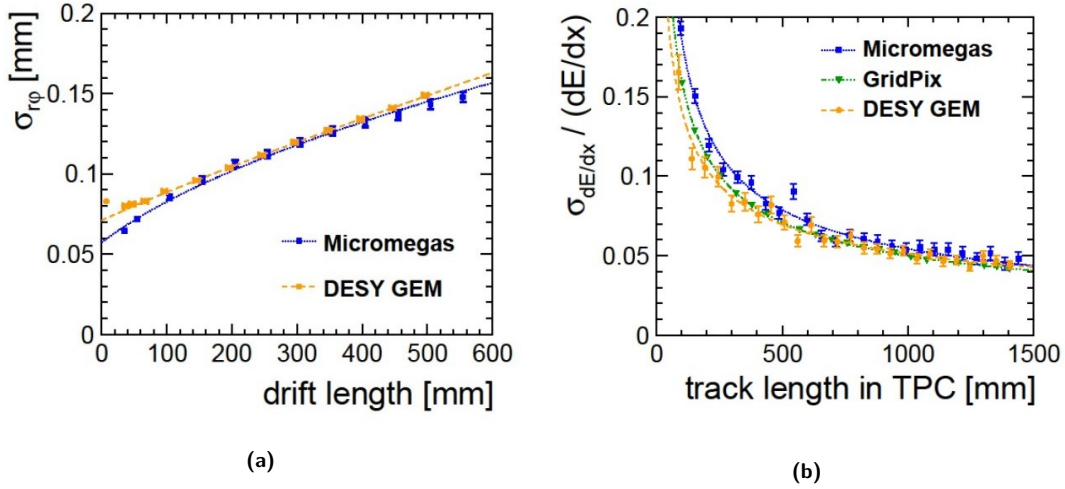 σrφ [mm]
0.2
0.15
0.1
0.05
0
0 100 200 300 400 500 600
drift length [mm]
Micromegas
DESY GEM
(a)
σdE/dx / (dE/dx)
0.2
0.15
0.1
0.05
0
0 500 1000 1500
track length in TPC [mm]
Micromegas
GridPix
DESY GEM
(b)